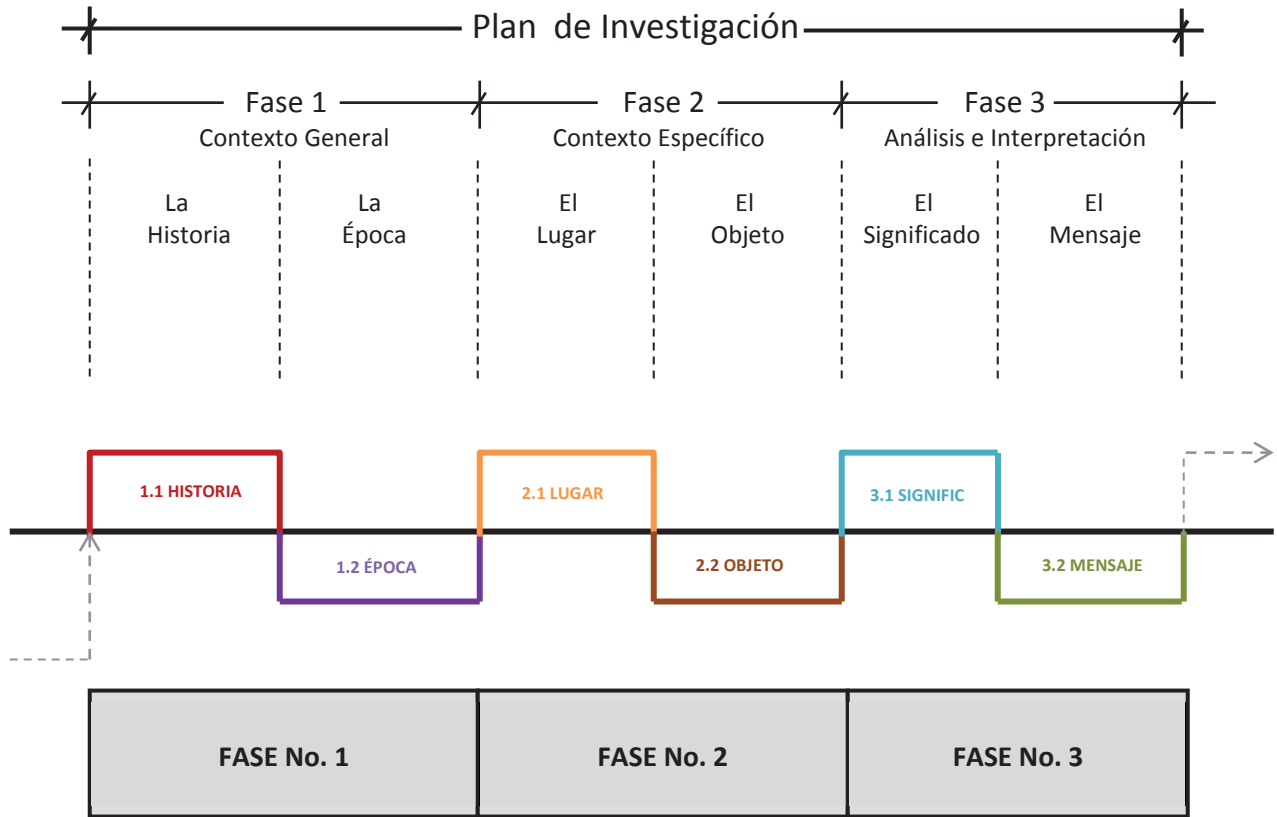 Plan de Investigación
Fase 1 Fase 2 Fase 3
Contexto General Contexto Específico Análisis e Interpretación
La La El El El El
Historia Época Lugar Objeto Significado Mensaje
1.1 HISTORIA 2.1 LUGAR 3.1 SIGNIFIC
1.2 ÉPOCA 2.2 OBJETO 3.2 MENSAJE
FASE No. 1 FASE No. 2 FASE No. 3